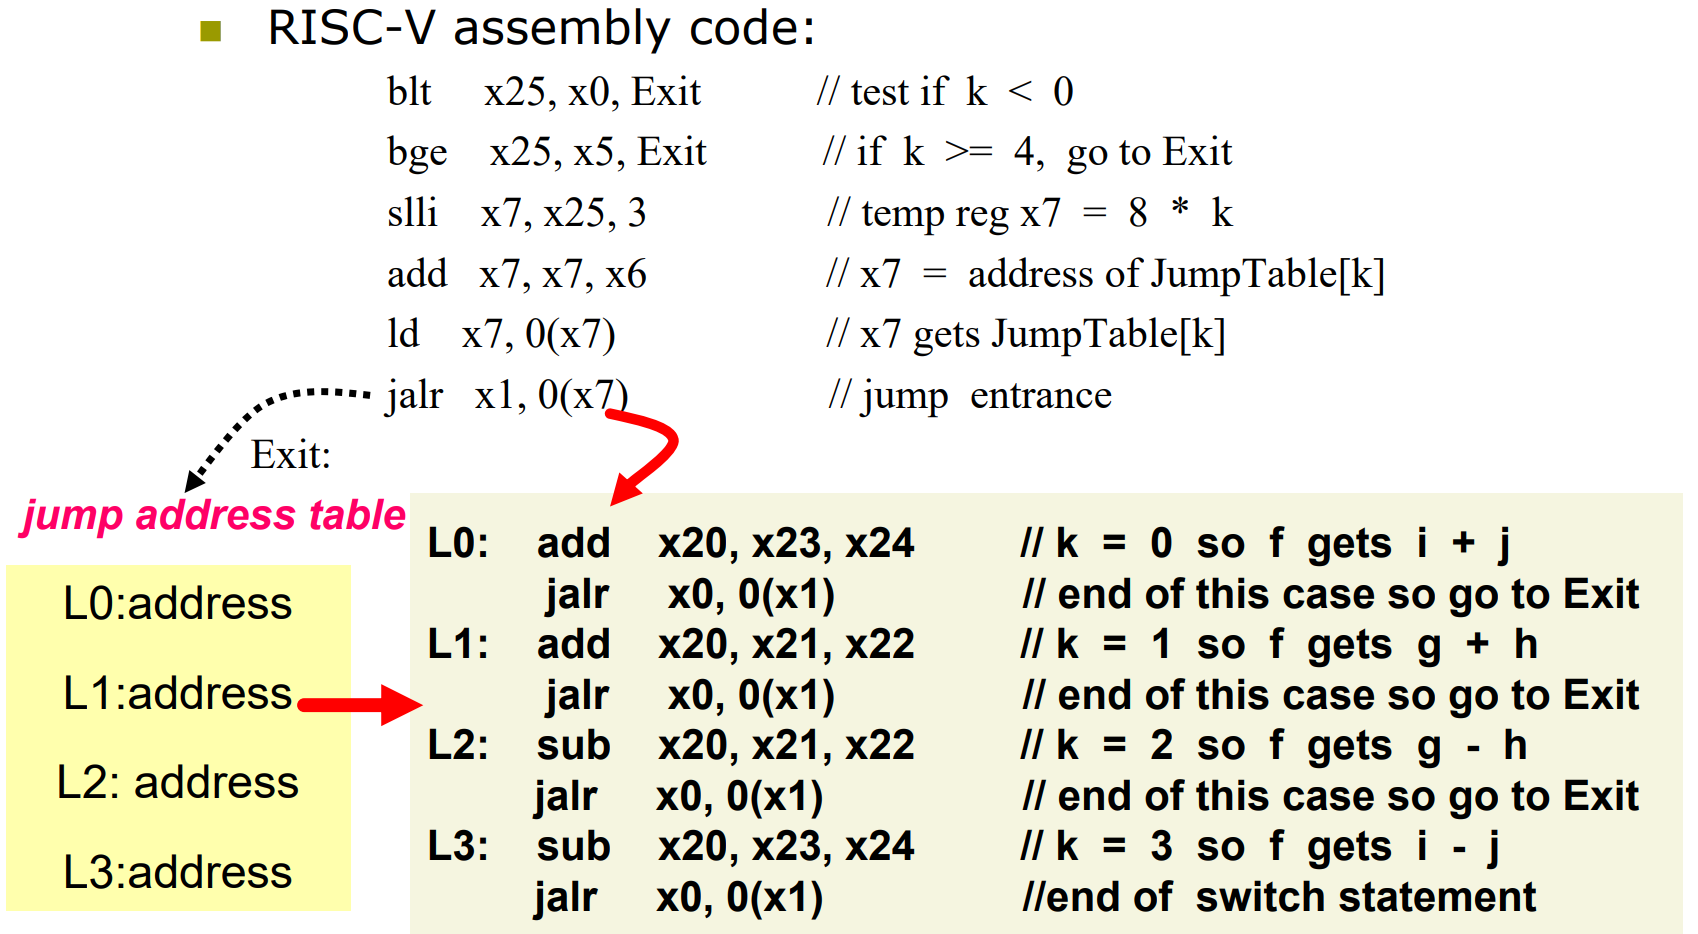 RISC-V assembly code:
blt x25, x0, Exit // test if k < 0
bge x25, x5, Exit // if k >= 4, go to Exit
slli x7, x25, 3 // temp reg x7 = 8 * k
add x7, x7, x6 // x7 = address of JumpTable[k]
ld x7, 0(x7) // x7 gets JumpTable[k]
jalr x1, 0(x7) // jump entrance
Exit:
jump address table
L0:address
L1:address
L2: address
L3:address
L0: add x20, x23, x24 // k = 0 so f gets i + j
jalr x0, 0(x1) // end of this case so go to Exit
L1: add x20, x21, x22 // k = 1 so f gets g + h
jalr x0, 0(x1) // end of this case so go to Exit
L2: sub x20, x21, x22 // k = 2 so f gets g - h
jalr x0, 0(x1) // end of this case so go to Exit
L3: sub x20, x23, x24 // k = 3 so f gets i - j
jalr x0, 0(x1) //end of switch statement